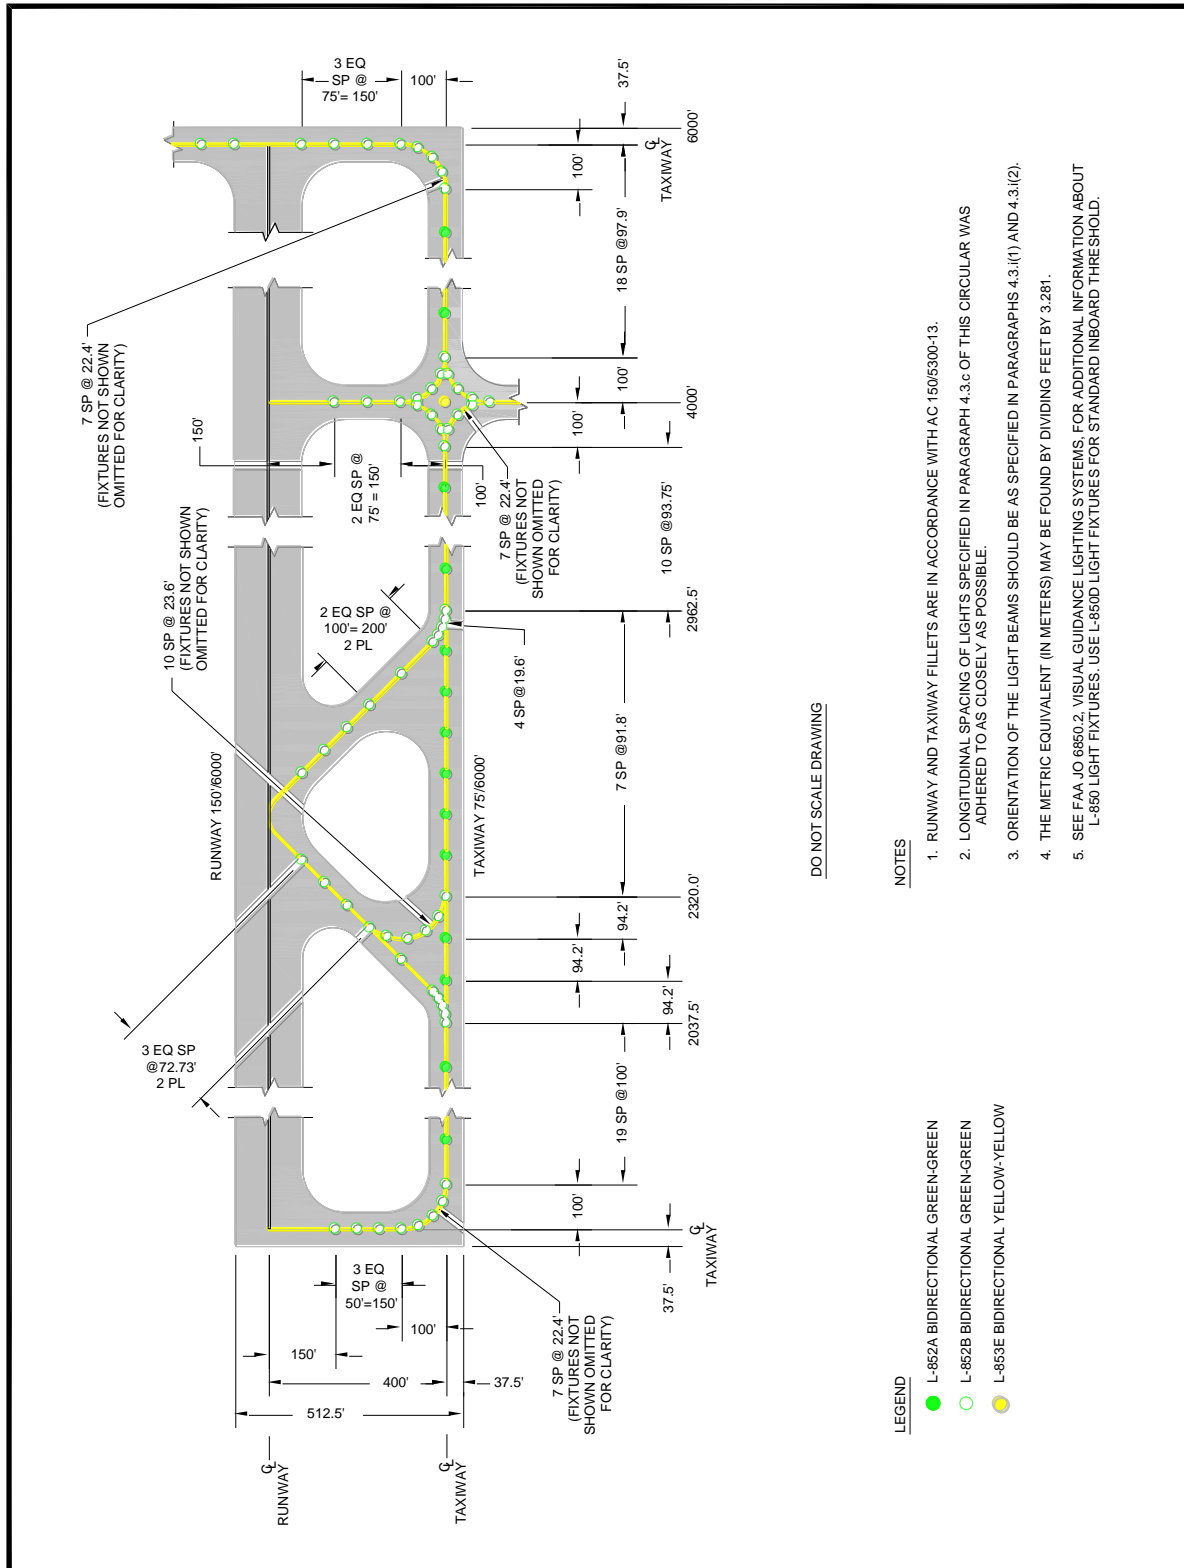 3 EQ
SP @
75'= 150'
100'
37.5'
6000'
℄
TAXIWAY
100'
18 SP @97.9'
7 SP @ 22.4'
(FIXTURES NOT SHOWN
OMITTED FOR CLARITY)
100'
4000'
100'
150'
2 EQ SP @
75' = 150'
100'
7 SP @ 22.4'
(FIXTURES NOT
SHOWN OMITTED
FOR CLARITY)
10 SP @93.75'
2962.5'
10 SP @ 23.6'
(FIXTURES NOT SHOWN
OMITTED FOR CLARITY)
2 EQ SP @
100'= 200'
2 PL
4 SP @19.6'
RUNWAY 150'/6000'
TAXIWAY 75'/6000'
7 SP @91.8'
2320.0'
94.2'
94.2'
94.2'
2037.5'
3 EQ SP
@72.73'
2 PL
19 SP @100'
100'
℄
TAXIWAY
37.5'
3 EQ
SP @
50'=150'
100'
150'
400'
37.5'
512.5'
7 SP @ 22.4'
(FIXTURES NOT
SHOWN OMITTED
FOR CLARITY)
℄
RUNWAY
℄
TAXIWAY
DO NOT SCALE DRAWING
NOTES
1. RUNWAY AND TAXIWAY FILLETS ARE IN ACCORDANCE WITH AC 150/5300-13.
2. LONGITUDINAL SPACING OF LIGHTS SPECIFIED IN PARAGRAPH 4.3.c OF THIS CIRCULAR WAS
ADHERED TO AS CLOSELY AS POSSIBLE.
3. ORIENTATION OF THE LIGHT BEAMS SHOULD BE AS SPECIFIED IN PARAGRAPHS 4.3.i(1) AND 4.3.i(2).
4. THE METRIC EQUIVALENT (IN METERS) MAY BE FOUND BY DIVIDING FEET BY 3.281.
5. SEE FAA JO 6850.2, VISUAL GUIDANCE LIGHTING SYSTEMS, FOR ADDITIONAL INFORMATION ABOUT
L-850 LIGHT FIXTURES. USE L-850D LIGHT FIXTURES FOR STANDARD INBOARD THRESHOLD.
LEGEND
L-852A BIDIRECTIONAL GREEN-GREEN
L-852B BIDIRECTIONAL GREEN-GREEN
L-853E BIDIRECTIONAL YELLOW-YELLOW